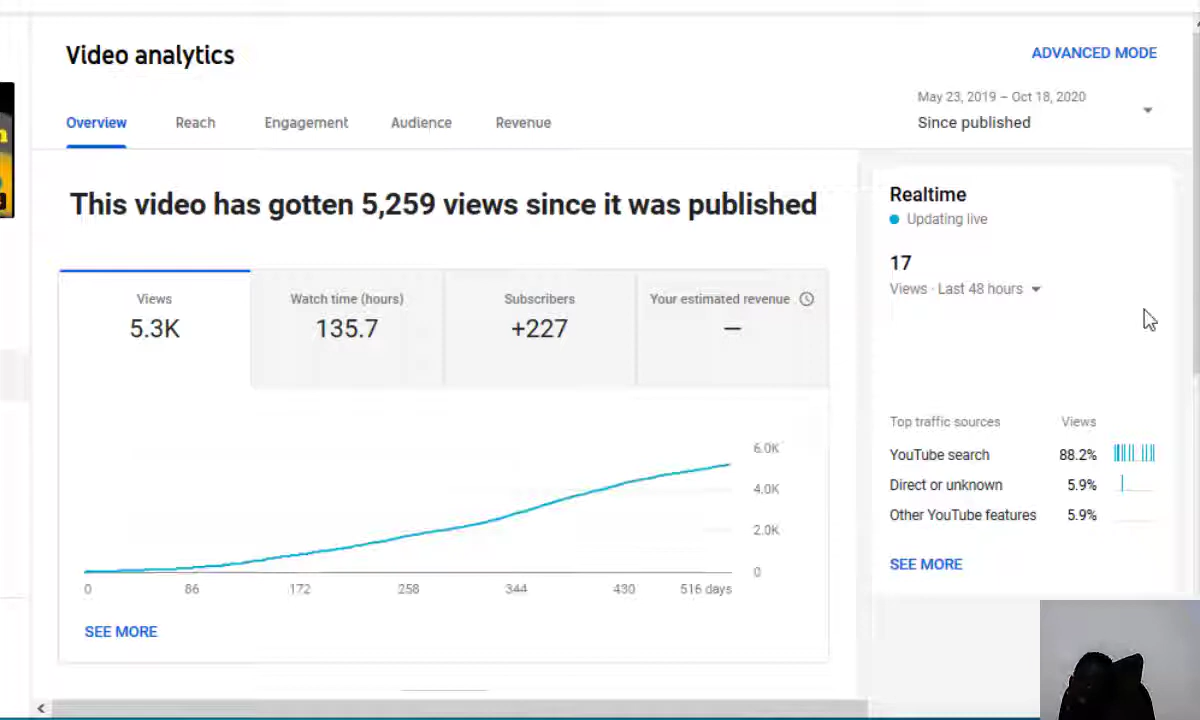 Video analytics
ADVANCED MODE
May 23, 2019 – Oct 18, 2020
Since published
Overview
Reach
Engagement
Audience
Revenue
This video has gotten 5,259 views since it was published
Views
5.3K
Watch time (hours)
135.7
Subscribers
+227
Your estimated revenue
—
6.0K
4.0K
2.0K
0
0 86 172 258 344 430 516 days
SEE MORE
Realtime
Updating live
17
Views · Last 48 hours
Top traffic sources Views
YouTube search 88.2%
Direct or unknown 5.9%
Other YouTube features 5.9%
SEE MORE